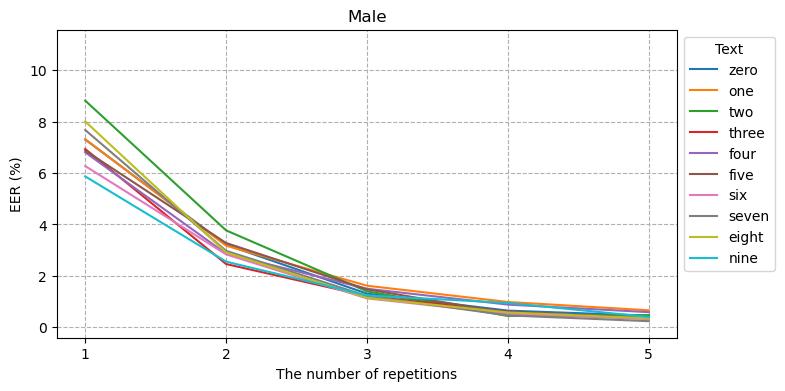 Male
EER (%)
10
8
6
4
2
0
1 2 3 4 5
The number of repetitions
Text
zero
one
two
three
four
five
six
seven
eight
nine